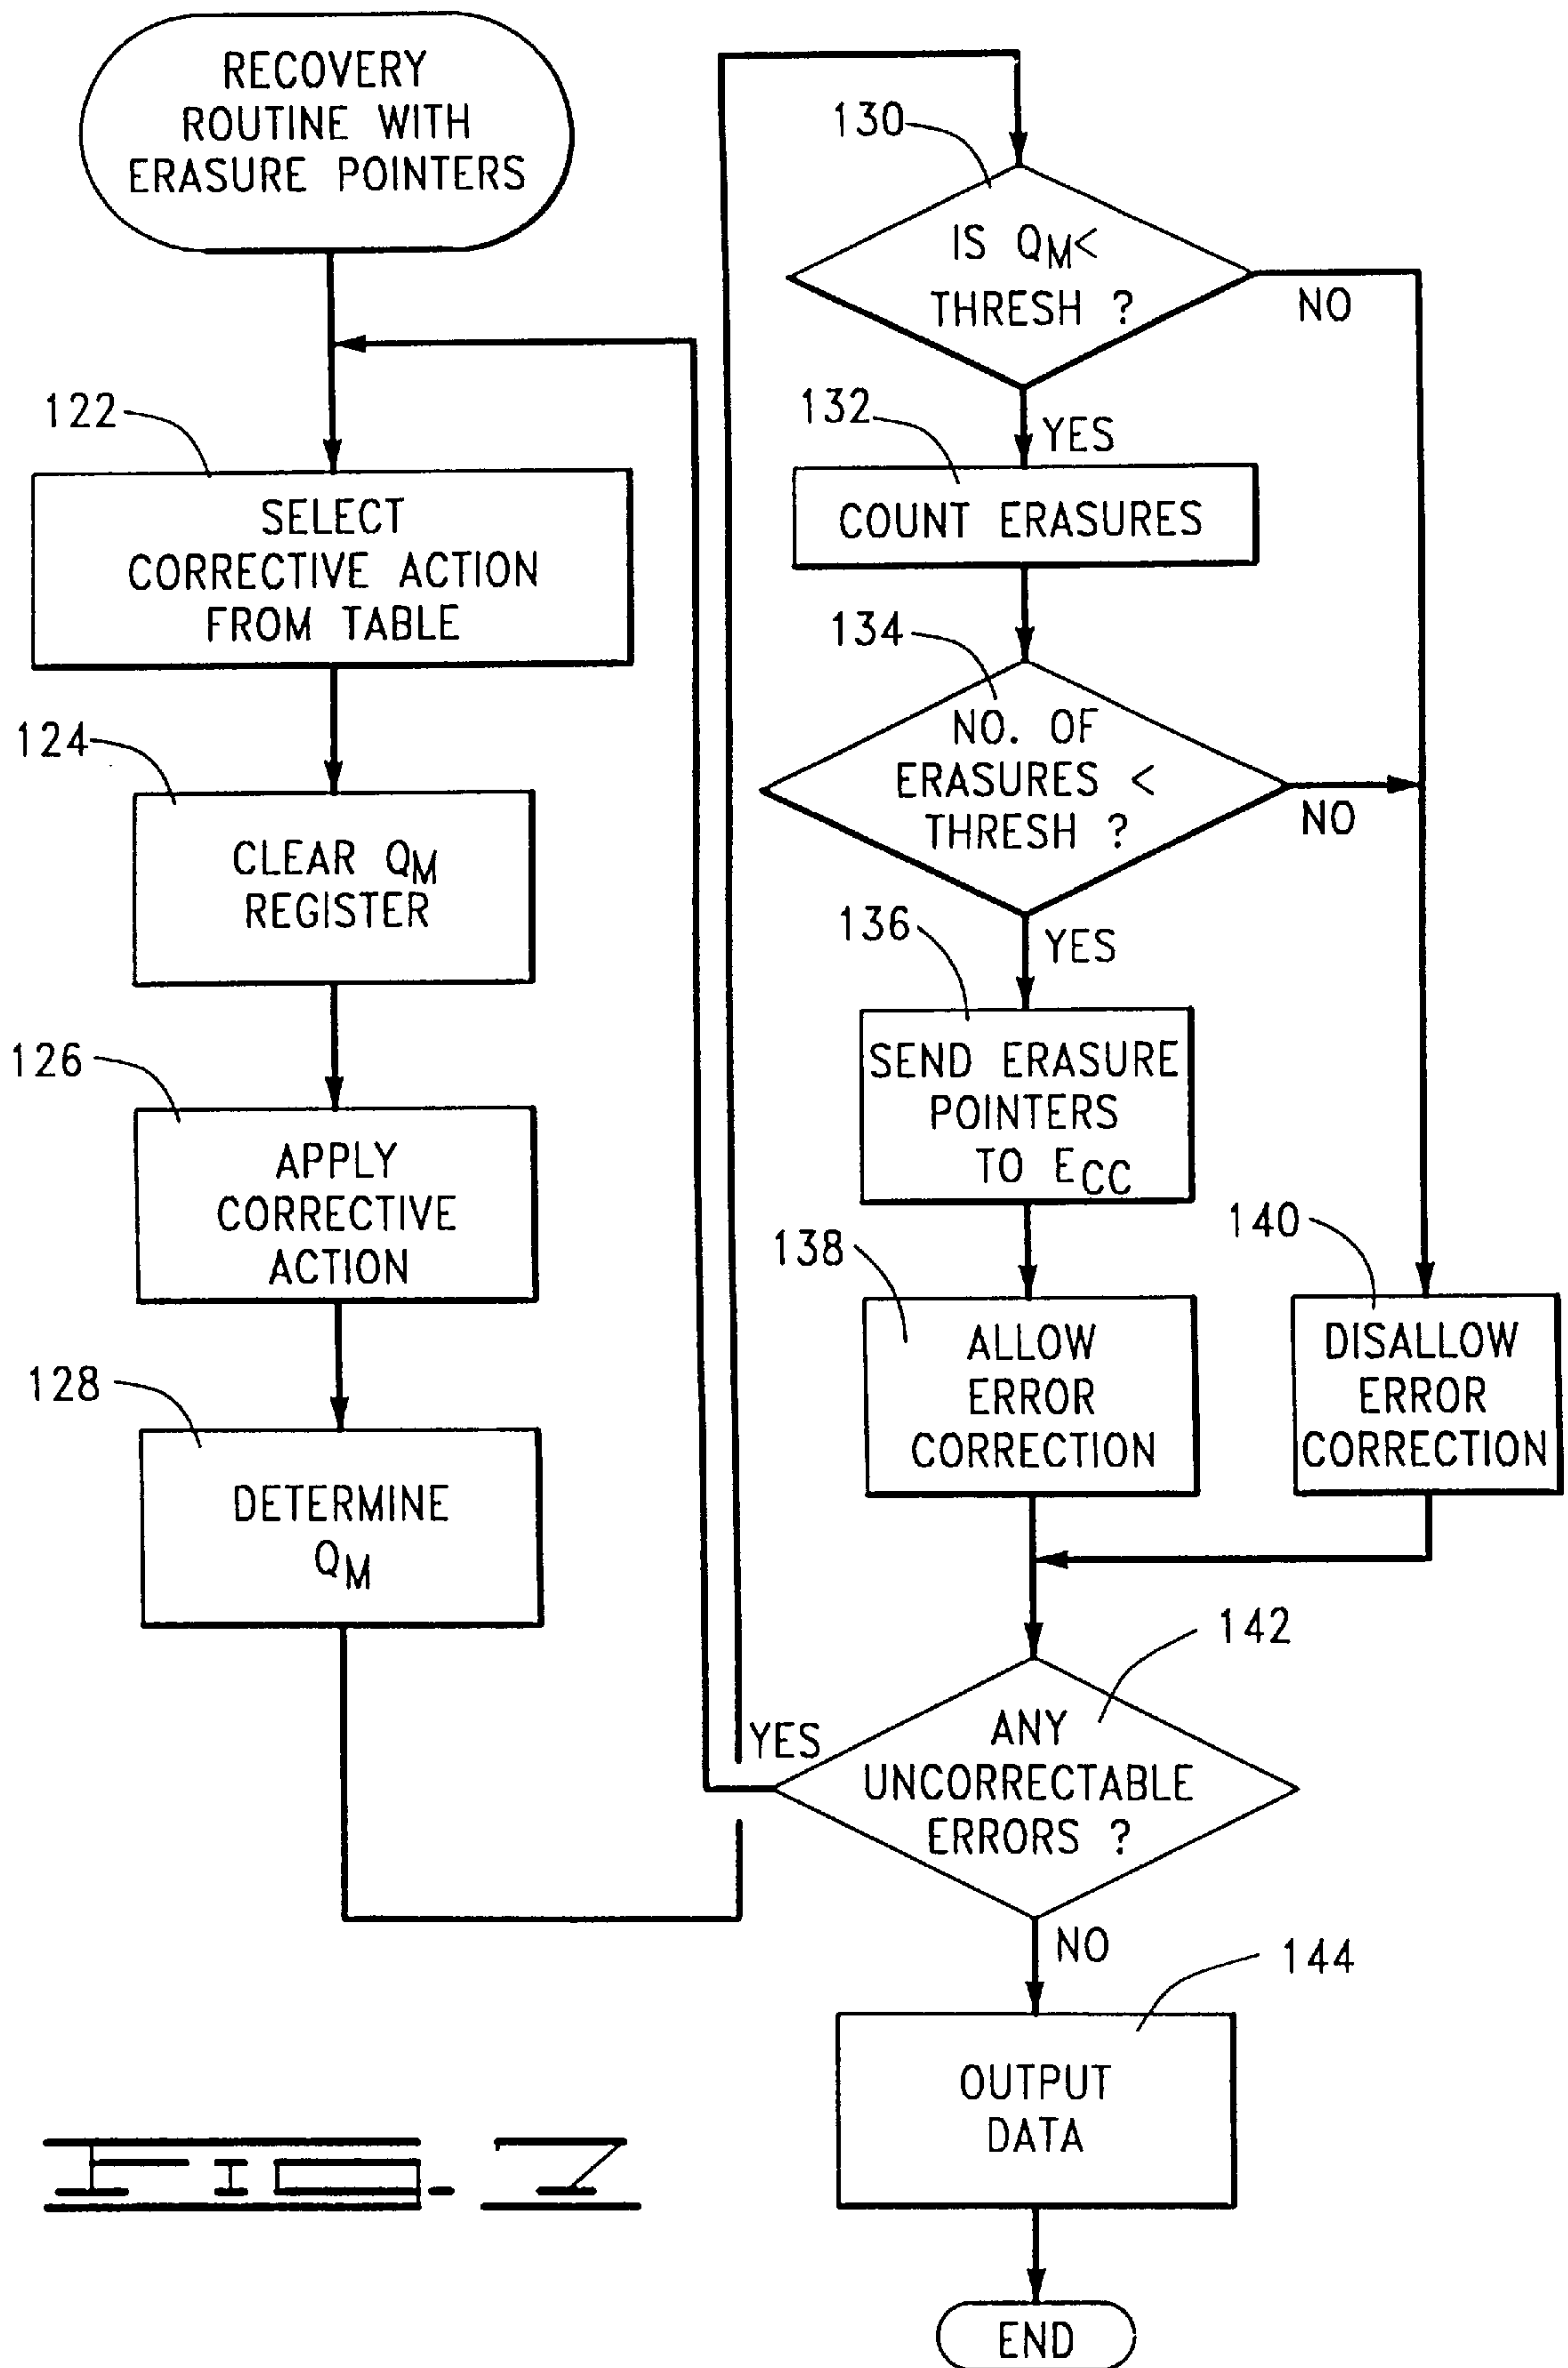 RECOVERY
ROUTINE WITH
ERASURE POINTERS
122
SELECT
CORRECTIVE ACTION
FROM TABLE
124
CLEAR QM
REGISTER
126
APPLY
CORRECTIVE
ACTION
128
DETERMINE
QM
130
IS QM<
THRESH ?
NO
YES
132
COUNT ERASURES
134
NO. OF
ERASURES <
THRESH ?
NO
YES
136
SEND ERASURE
POINTERS
TO ECC
138
ALLOW
ERROR
CORRECTION
140
DISALLOW
ERROR
CORRECTION
142
ANY
UNCORRECTABLE
ERRORS ?
YES
NO
144
OUTPUT
DATA
END
FIG. 7